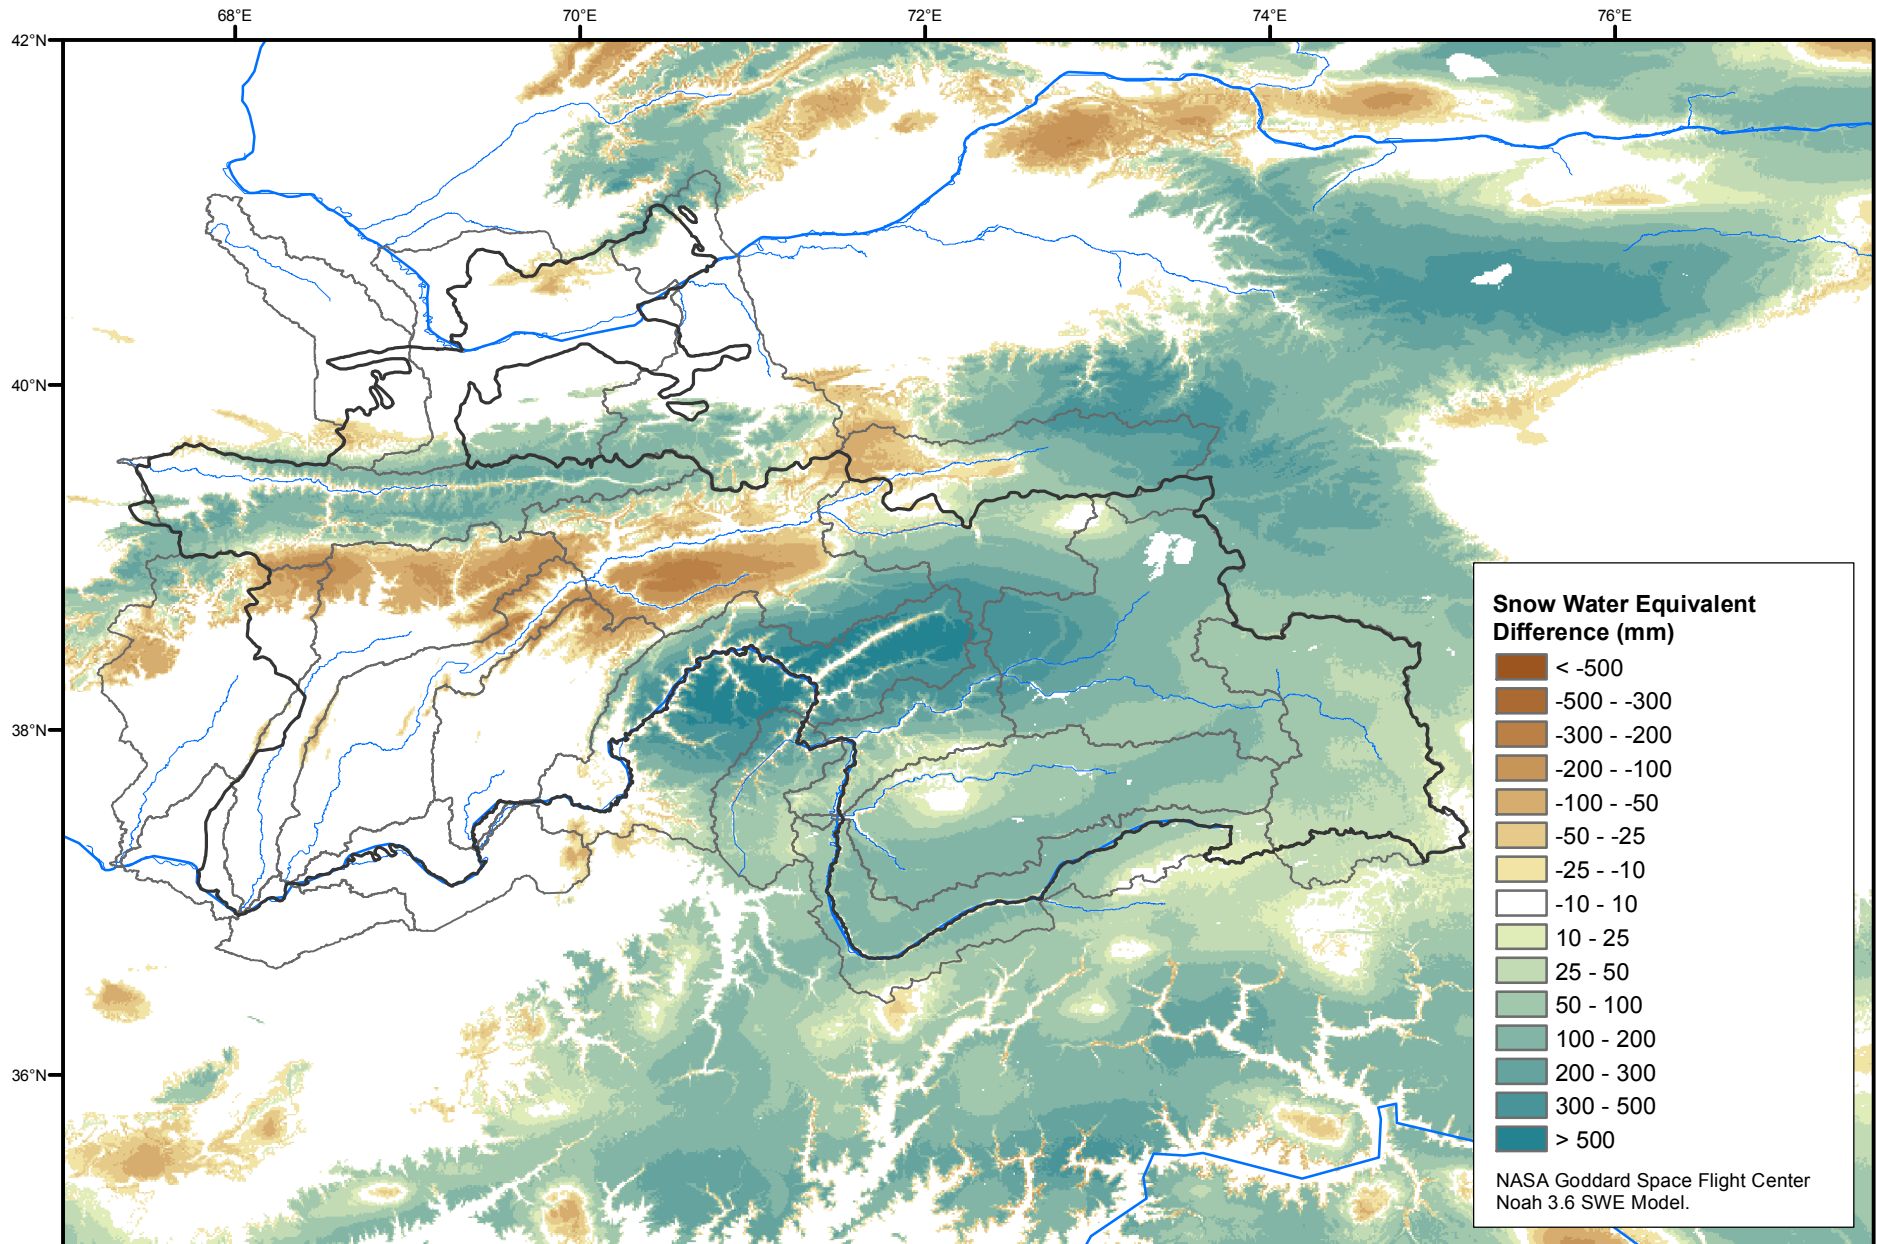 68°E
70°E
72°E
74°E
76°E
42°N
40°N
38°N
36°N
Snow Water Equivalent
Difference (mm)
< -500
-500 - -300
-300 - -200
-200 - -100
-100 - -50
-50 - -25
-25 - -10
-10 - 10
10 - 25
25 - 50
50 - 100
100 - 200
200 - 300
300 - 500
> 500
NASA Goddard Space Flight Center
Noah 3.6 SWE Model.